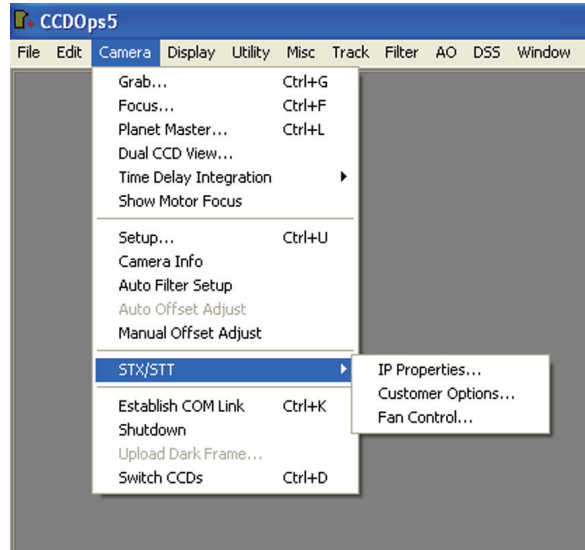 CCDOps5
File Edit Camera Display Utility Misc Track Filter AO DSS Window
Grab... Ctrl+G
Focus... Ctrl+F
Planet Master... Ctrl+L
Dual CCD View...
Time Delay Integration
Show Motor Focus
Setup... Ctrl+U
Camera Info
Auto Filter Setup
Auto Offset Adjust
Manual Offset Adjust
STX/STT
IP Properties...
Customer Options...
Fan Control...
Establish COM Link Ctrl+K
Shutdown
Upload Dark Frame...
Switch CCDs Ctrl+D